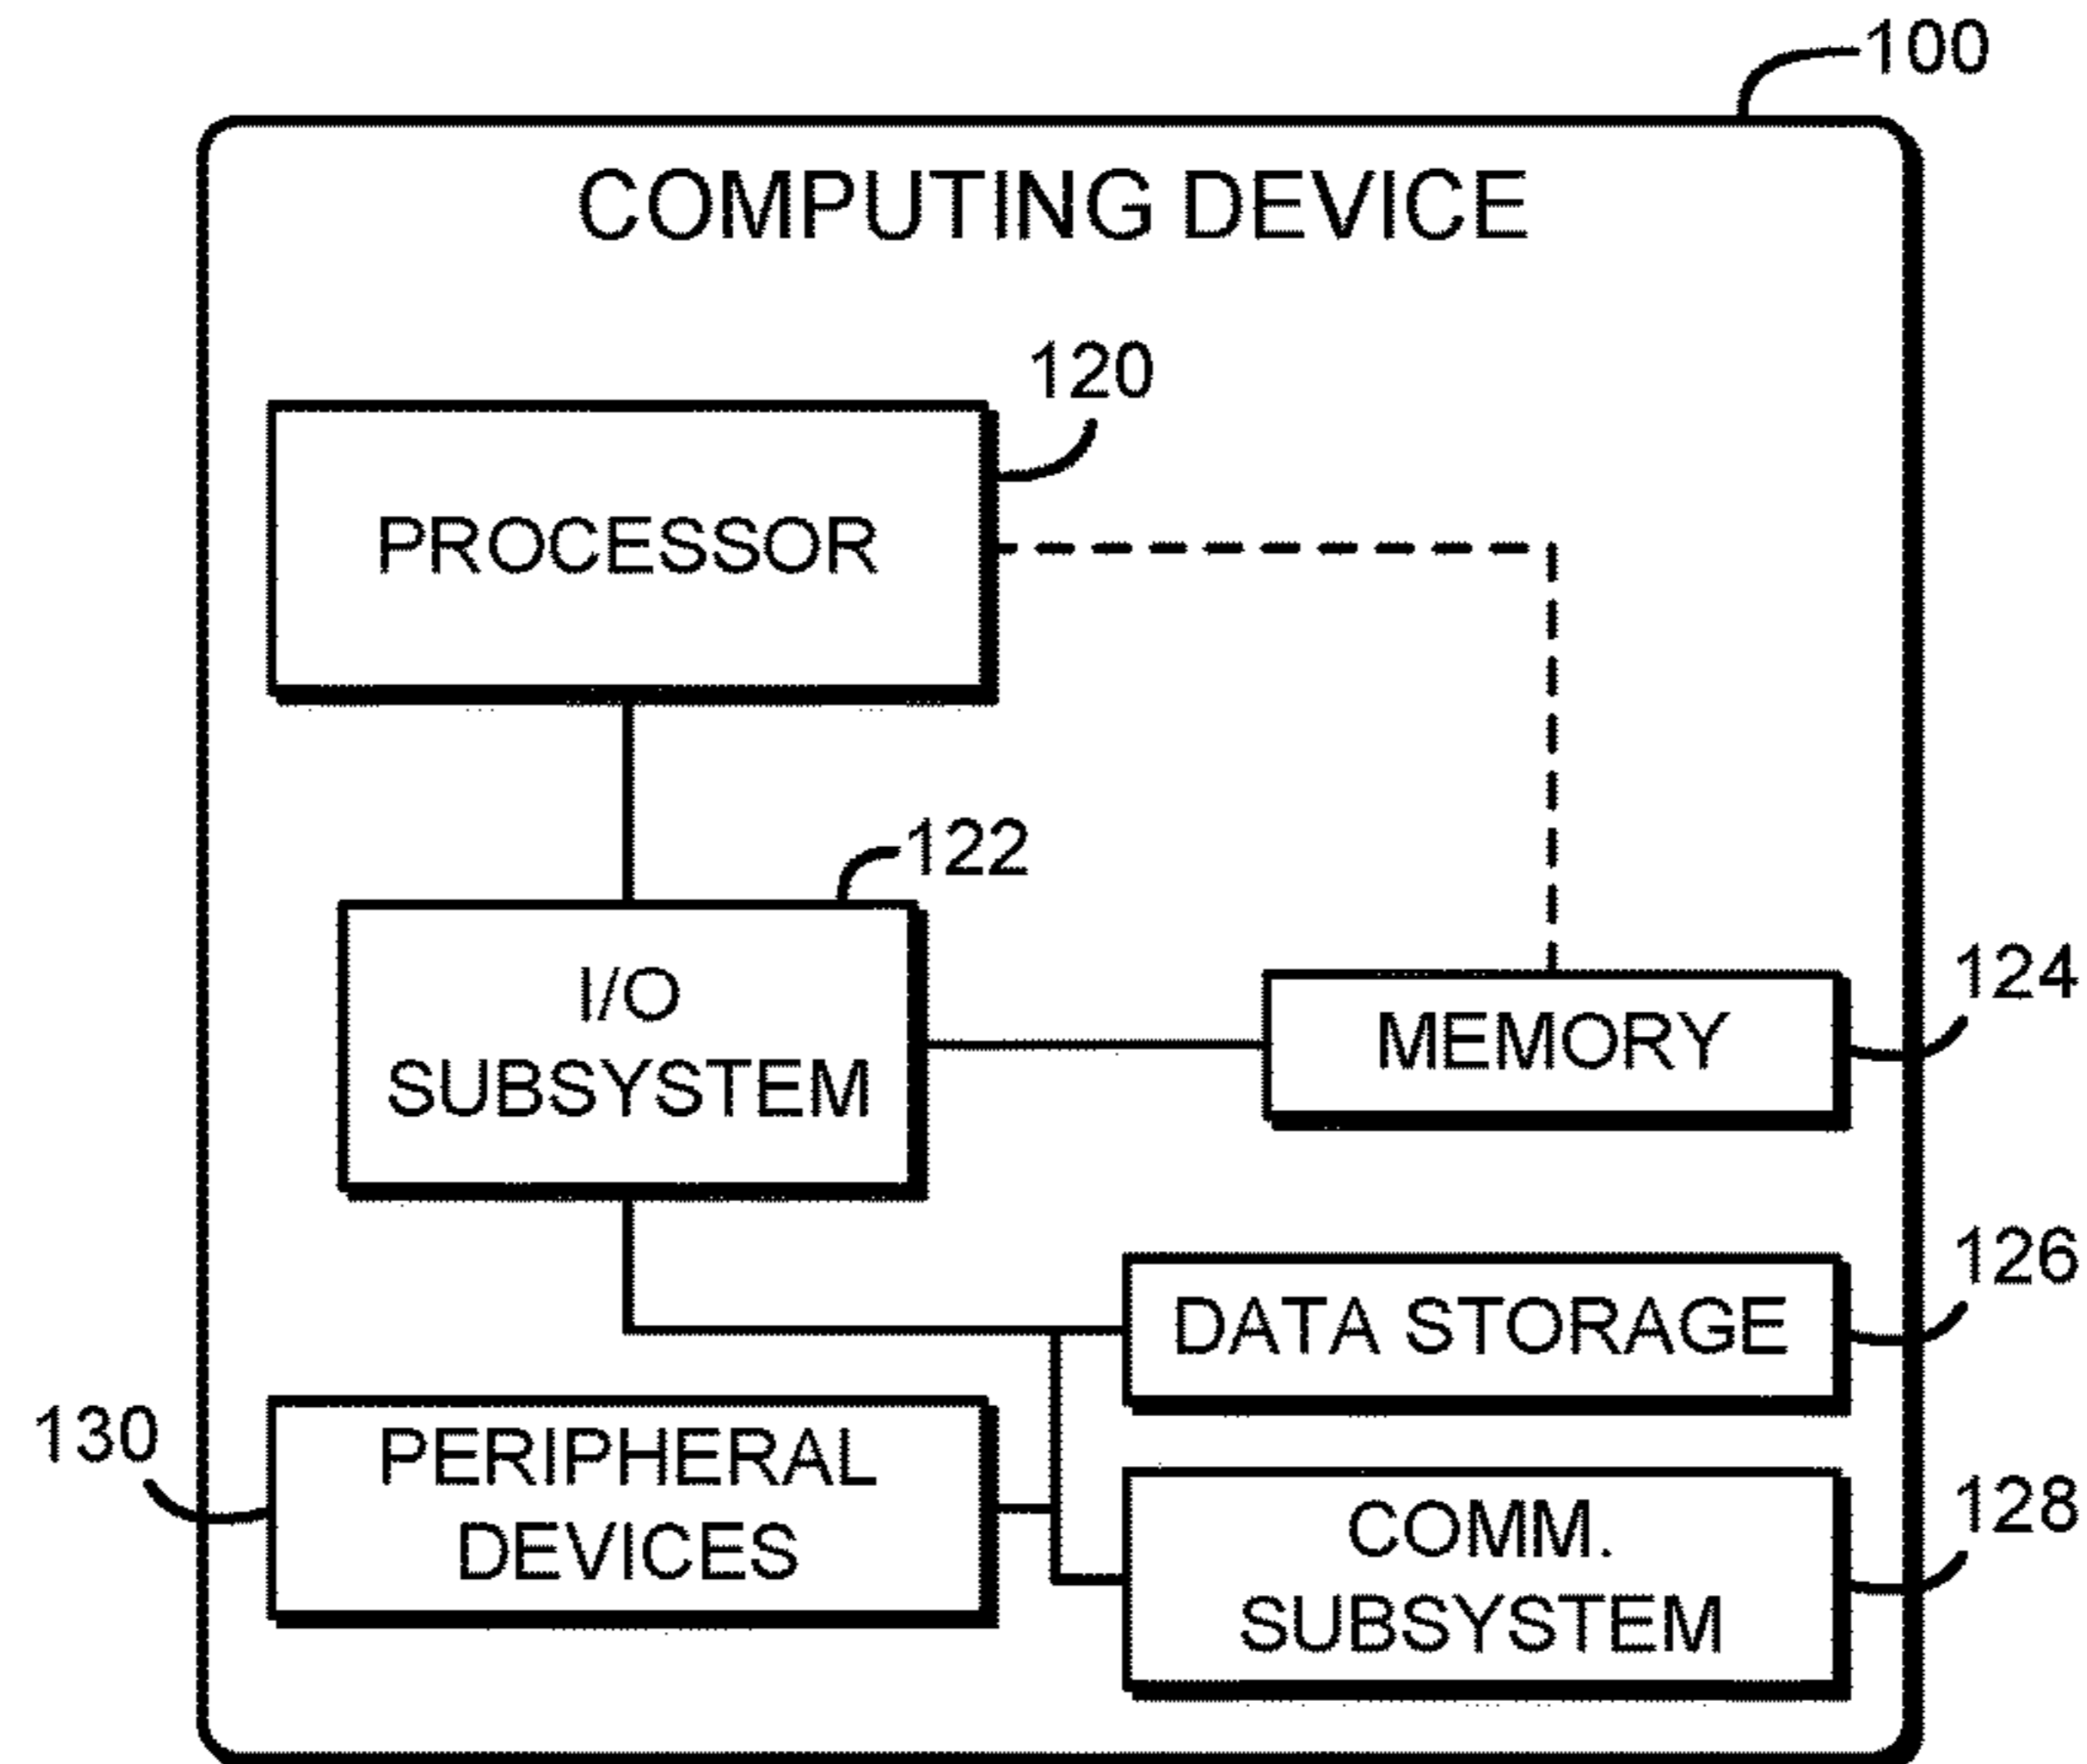 100
COMPUTING DEVICE
120
PROCESSOR
122
I/O
SUBSYSTEM
124
MEMORY
126
DATA STORAGE
130
PERIPHERAL
DEVICES
128
COMM.
SUBSYSTEM